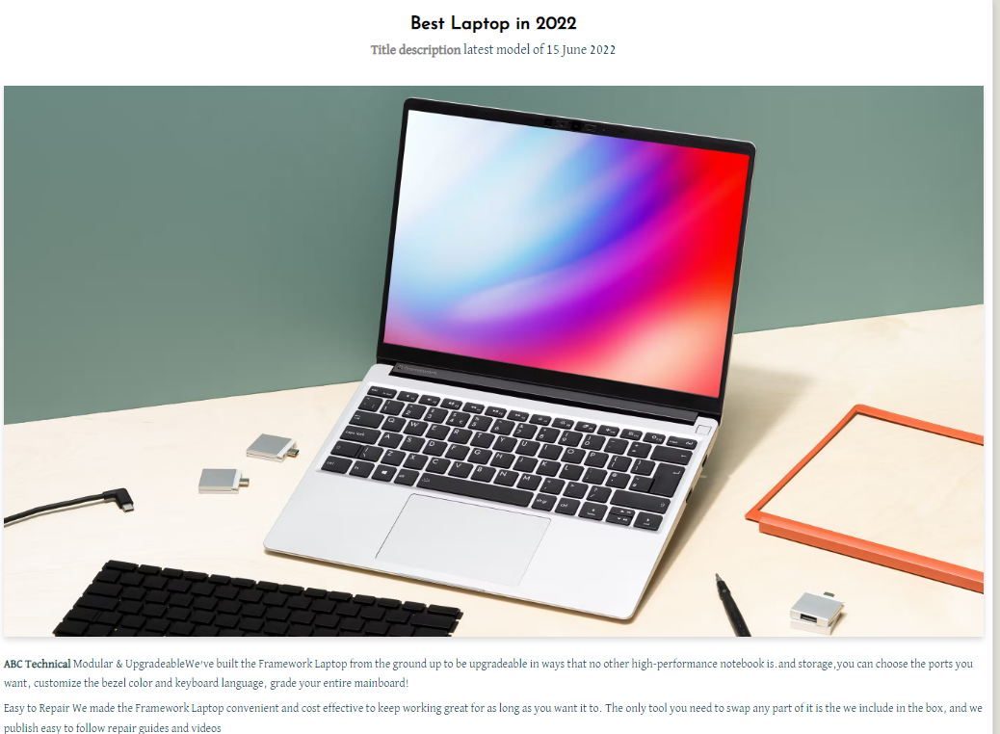 Best Laptop in 2022
Title description latest model of 15 June 2022
ABC Technical Modular & UpgradeableWe've built the Framework Laptop from the ground up to be upgradeable in ways that no other high-performance notebook is.and storage,you can choose the ports you
want, customize the bezel color and keyboard language, grade your entire mainboard!
Easy to Repair We made the Framework Laptop convenient and cost effective to keep working great for as long as you want it to. The only tool you need to swap any part of it is the we include in the box, and we
publish easy to follow repair guides and videos